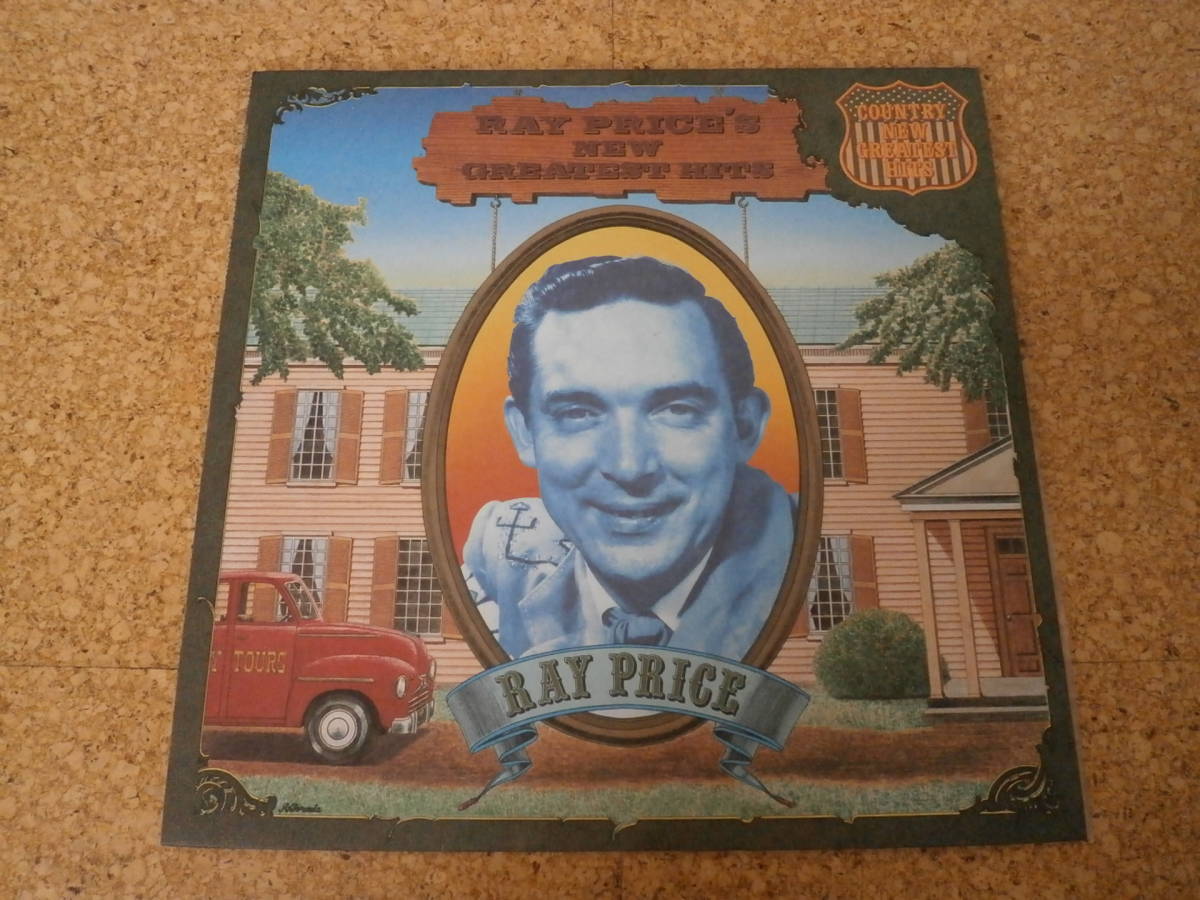 RAY PRICE'S
NEW
GREATEST HITS
COUNTRY
NEW
GREATEST
HITS
TOURS
RAY PRICE